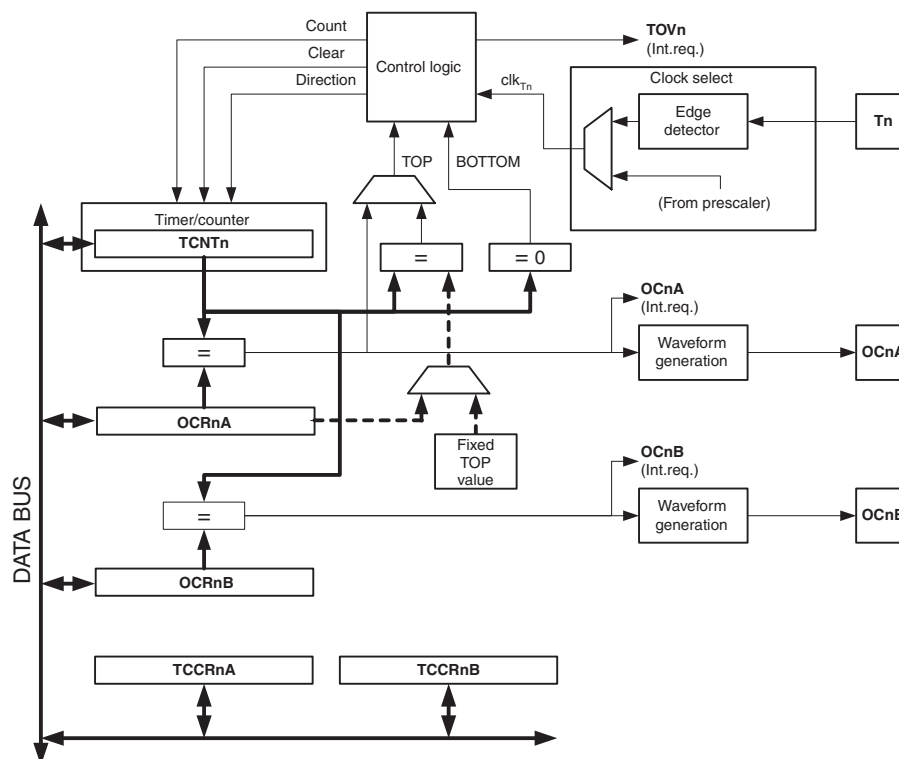 Count
Clear
Direction
Control logic
TOVn
(Int.req.)
clkTn
Clock select
Edge
detector
Tn
(From prescaler)
TOP
BOTTOM
Timer/counter
TCNTn
=
= 0
OCnA
(Int.req.)
=
Waveform
generation
OCnA
OCRnA
Fixed
TOP
value
OCnB
(Int.req.)
=
Waveform
generation
OCnB
OCRnB
DATA BUS
TCCRnA
TCCRnB